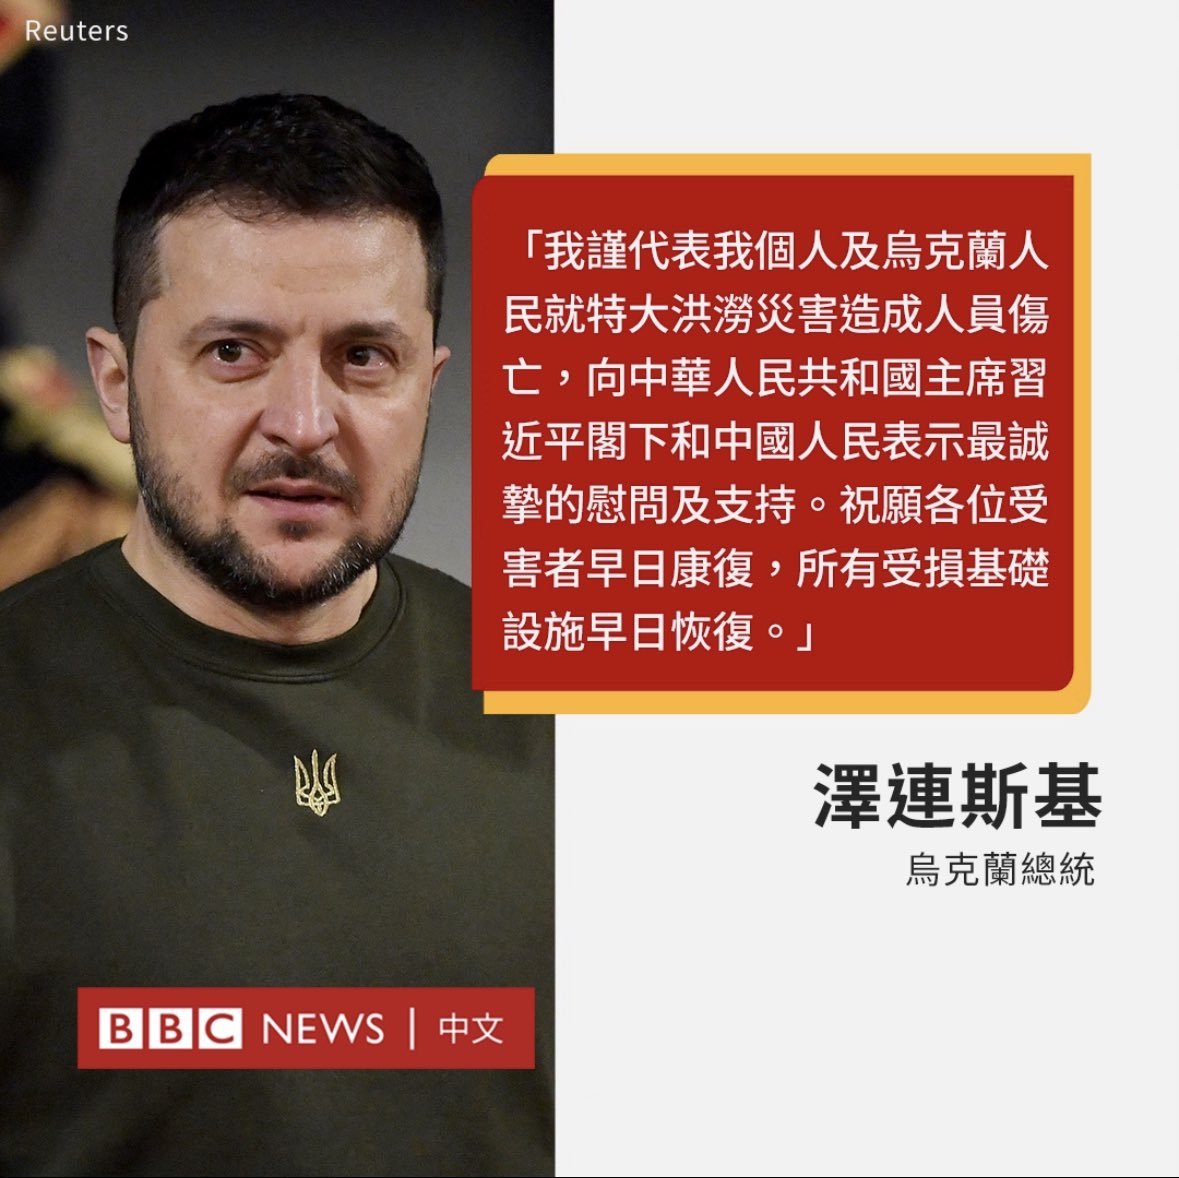 Reuters
「我謹代表我個人及烏克蘭人
民就特大洪澇災害造成人員傷
亡，向中華人民共和國主席習
近平閣下和中國人民表示最誠
摯的慰問及支持。祝願各位受
害者早日康復，所有受損基礎
設施早日恢復。」
澤連斯基
烏克蘭總統
BBC NEWS | 中文